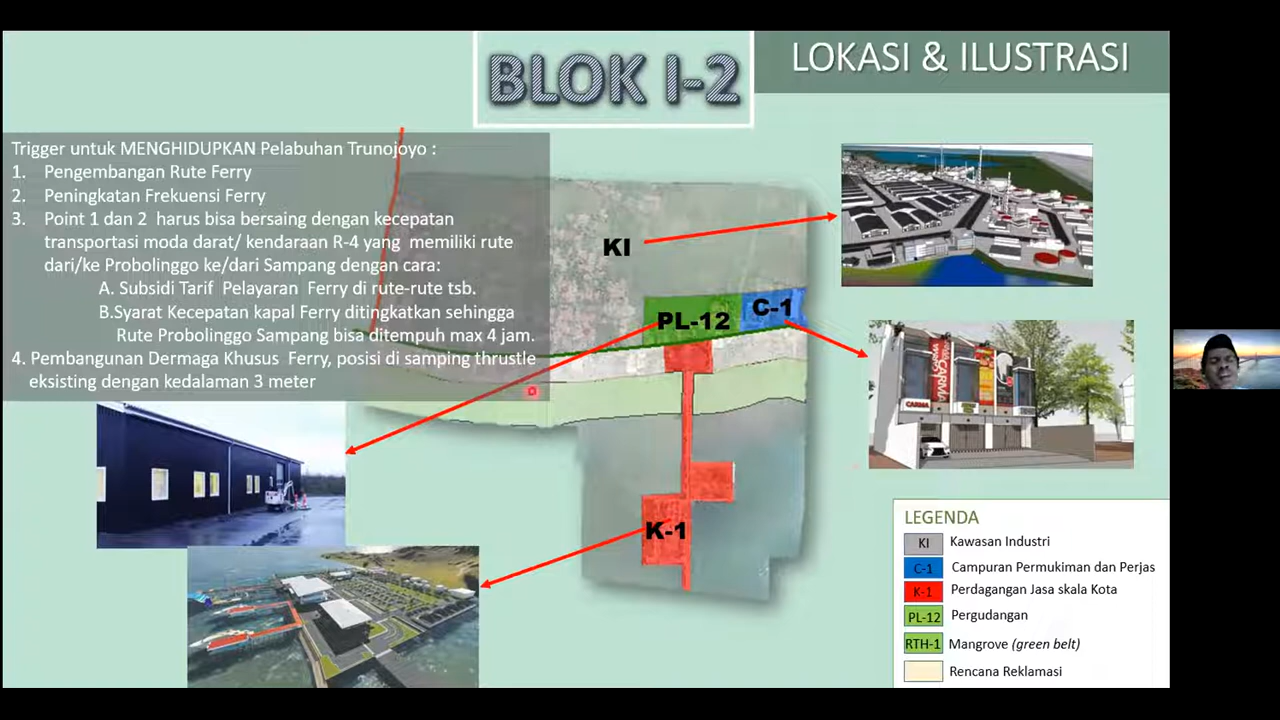 BLOK I-2
LOKASI & ILUSTRASI
Trigger untuk MENGHIDUPKAN Pelabuhan Trunojoyo :
1. Pengembangan Rute Ferry
2. Peningkatan Frekuensi Ferry
3. Point 1 dan 2 harus bisa bersaing dengan kecepatan
transportasi moda darat/ kendaraan R-4 yang memiliki rute
dari/ke Probolinggo ke/dari Sampang dengan cara:
A. Subsidi Tarif Pelayaran Ferry di rute-rute tsb.
B.Syarat Kecepatan kapal Ferry ditingkatkan sehingga
Rute Probolinggo Sampang bisa ditempuh max 4 jam.
4. Pembangunan Dermaga Khusus Ferry, posisi di samping thrustle
eksisting dengan kedalaman 3 meter
KI
PL-12
C-1
K-1
CARMA
CARMA
LEGENDA
KI Kawasan Industri
C-1 Campuran Permukiman dan Perjas
K-1 Perdagangan Jasa skala Kota
PL-12 Pergudangan
RTH-1 Mangrove (green belt)
Rencana Reklamasi